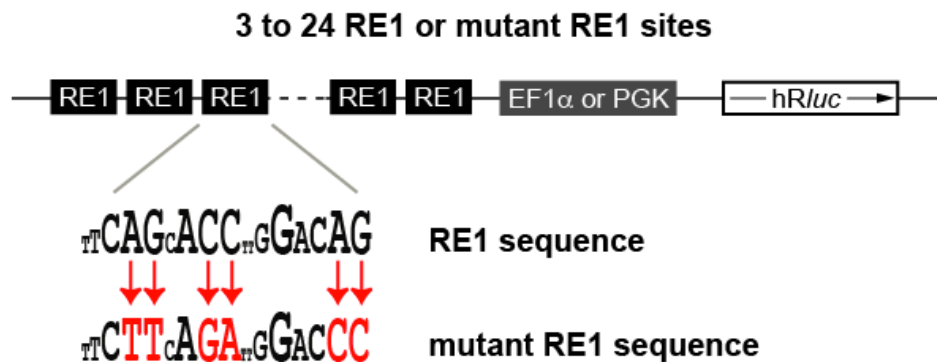 3 to 24 RE1 or mutant RE1 sites
RE1 RE1 RE1 RE1 RE1 EF1α or PGK hRluc
TTCAGCACCTTGGACAG RE1 sequence
TTCTTCAGATTGGACCC mutant RE1 sequence